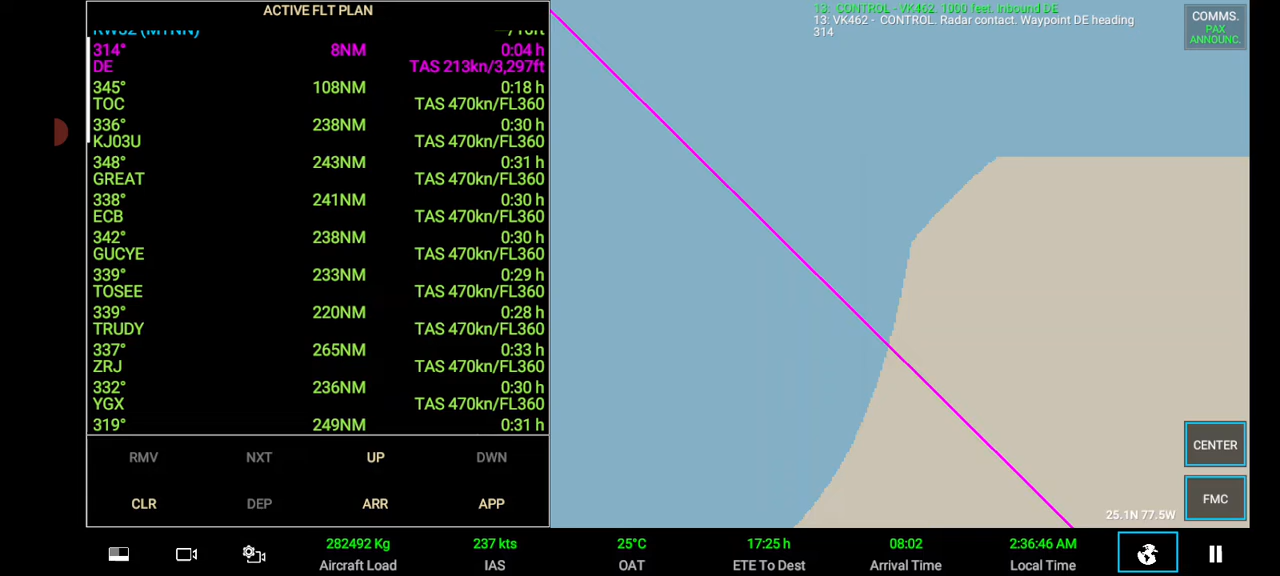 ACTIVE FLT PLAN
RW32 (MYNN)
314° 8NM 0:04 h
DE TAS 213kn/3,297ft
345° 108NM 0:18 h
TOC TAS 470kn/FL360
336° 238NM 0:30 h
KJ03U TAS 470kn/FL360
348° 243NM 0:31 h
GREAT TAS 470kn/FL360
338° 241NM 0:30 h
ECB TAS 470kn/FL360
342° 238NM 0:30 h
GUCYE TAS 470kn/FL360
339° 233NM 0:29 h
TOSEE TAS 470kn/FL360
339° 220NM 0:28 h
TRUDY TAS 470kn/FL360
337° 265NM 0:33 h
ZRJ TAS 470kn/FL360
332° 236NM 0:30 h
YGX TAS 470kn/FL360
319° 249NM 0:31 h
RMV NXT UP DWN
CLR DEP ARR APP
13: CONTROL - VK462. 1000 feet. Inbound DE
13: VK462 - CONTROL. Radar contact. Waypoint DE heading
314
COMMS.
PAX
ANNOUNC.
CENTER
FMC
25.1N 77.5W
282492 Kg 237 kts 25°C 17:25 h 08:02 2:36:46 AM
Aircraft Load IAS OAT ETE To Dest Arrival Time Local Time